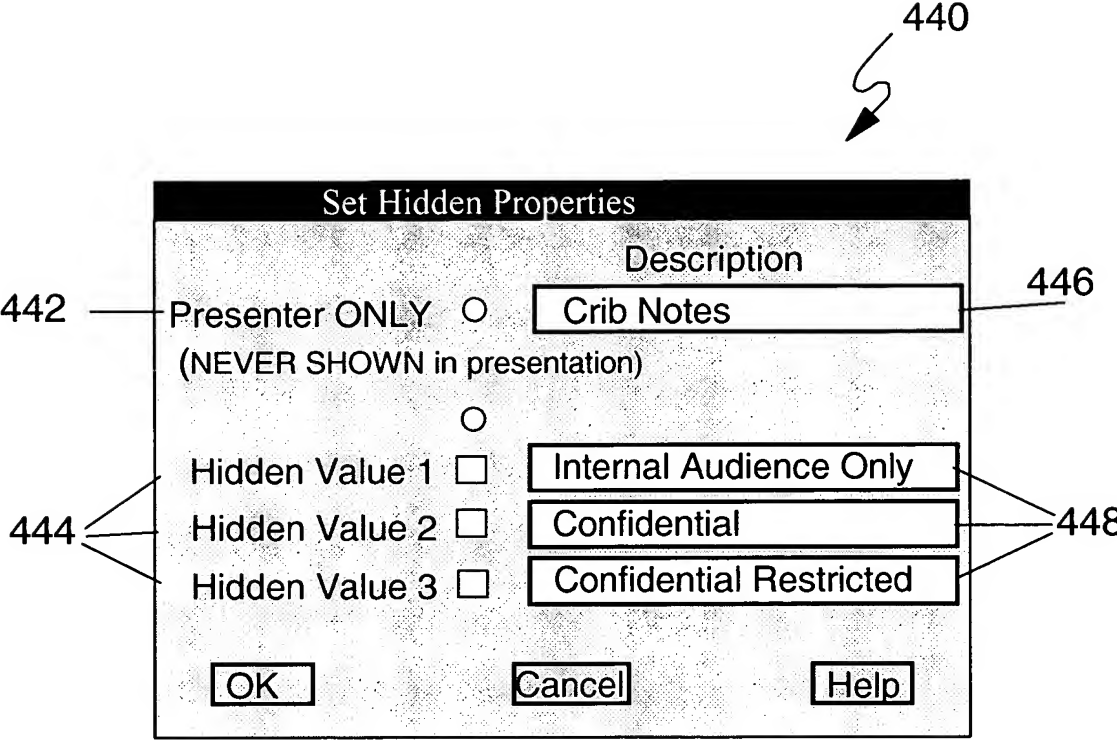 440
Set Hidden Properties
Description
442 Presenter ONLY Crib Notes 446
(NEVER SHOWN in presentation)
Hidden Value 1 Internal Audience Only
444 Hidden Value 2 Confidential 448
Hidden Value 3 Confidential Restricted
OK Cancel Help